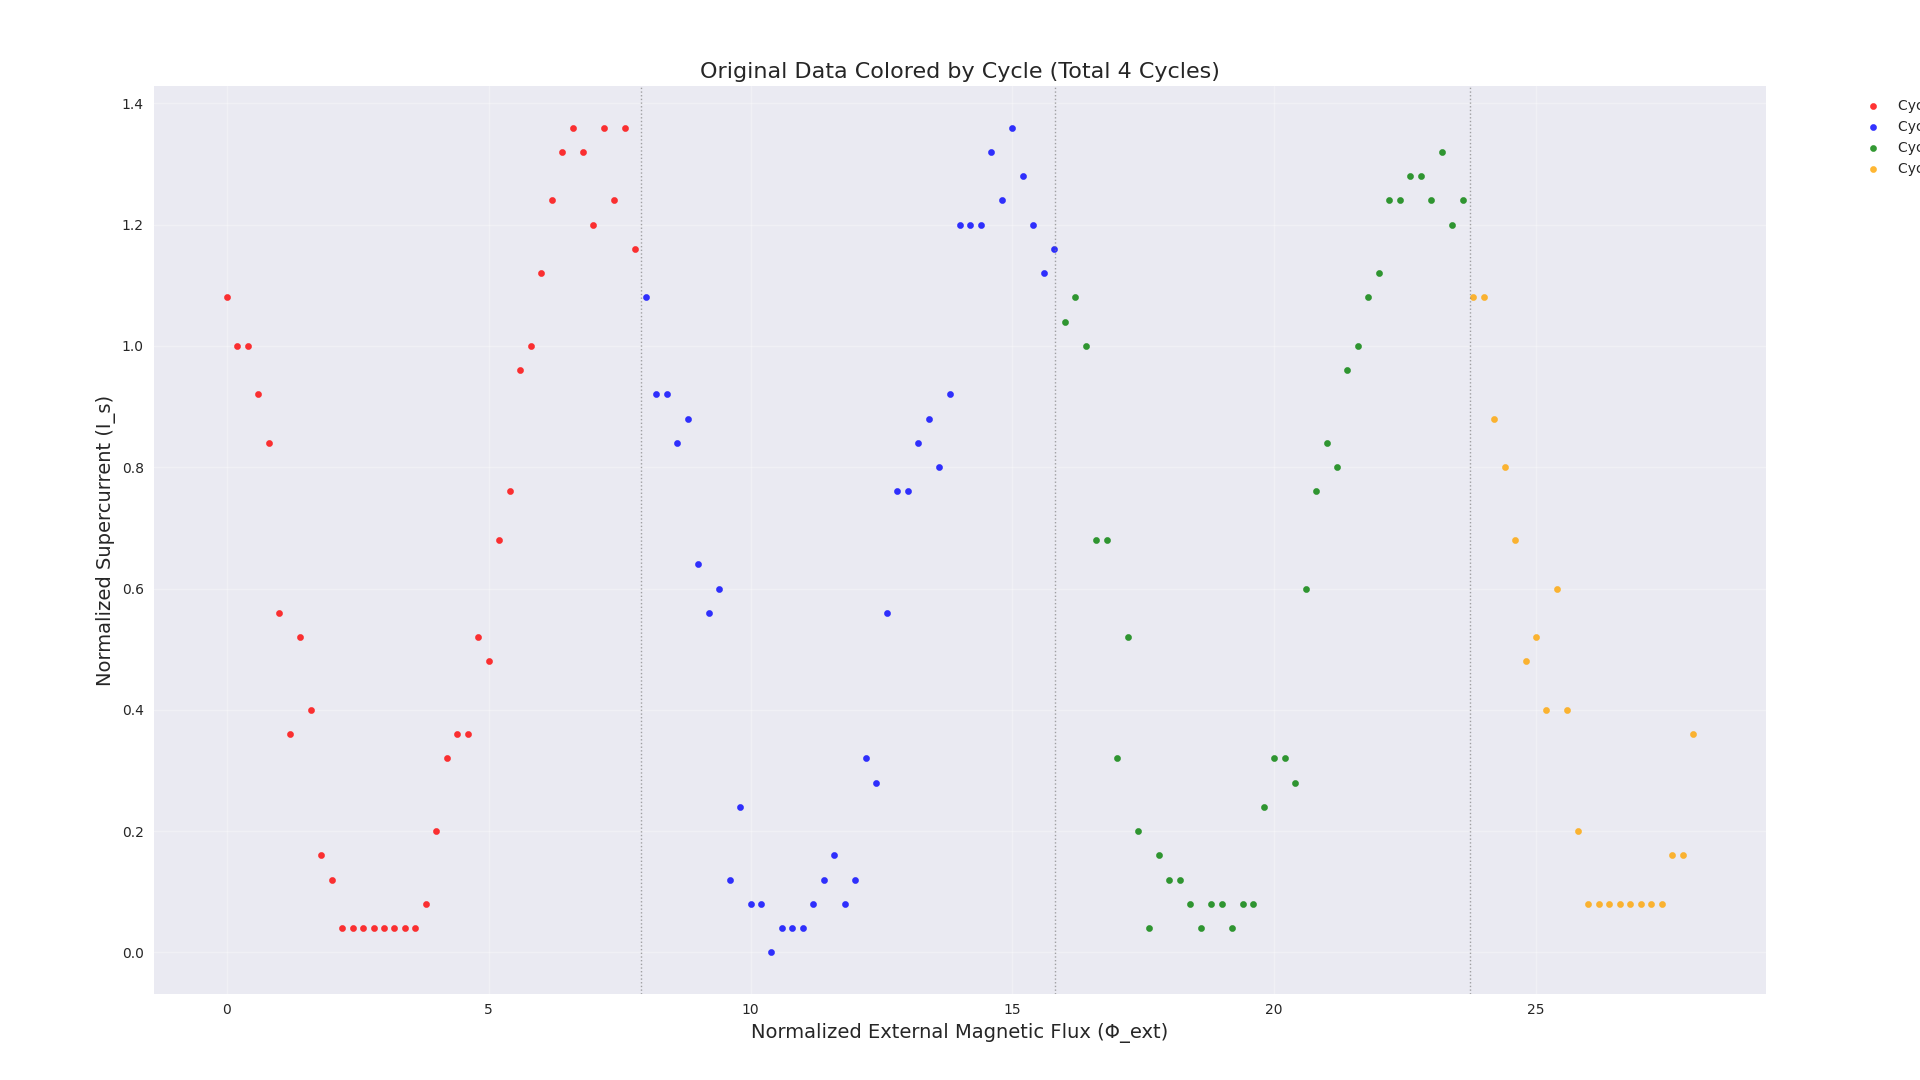 Original Data Colored by Cycle (Total 4 Cycles)
1.4
1.2
1.0
0.8
0.6
0.4
0.2
0.0
Normalized Supercurrent (I_s)
0 5 10 15 20 25
Normalized External Magnetic Flux (Φ_ext)
Cyc
Cyc
Cyc
Cyc